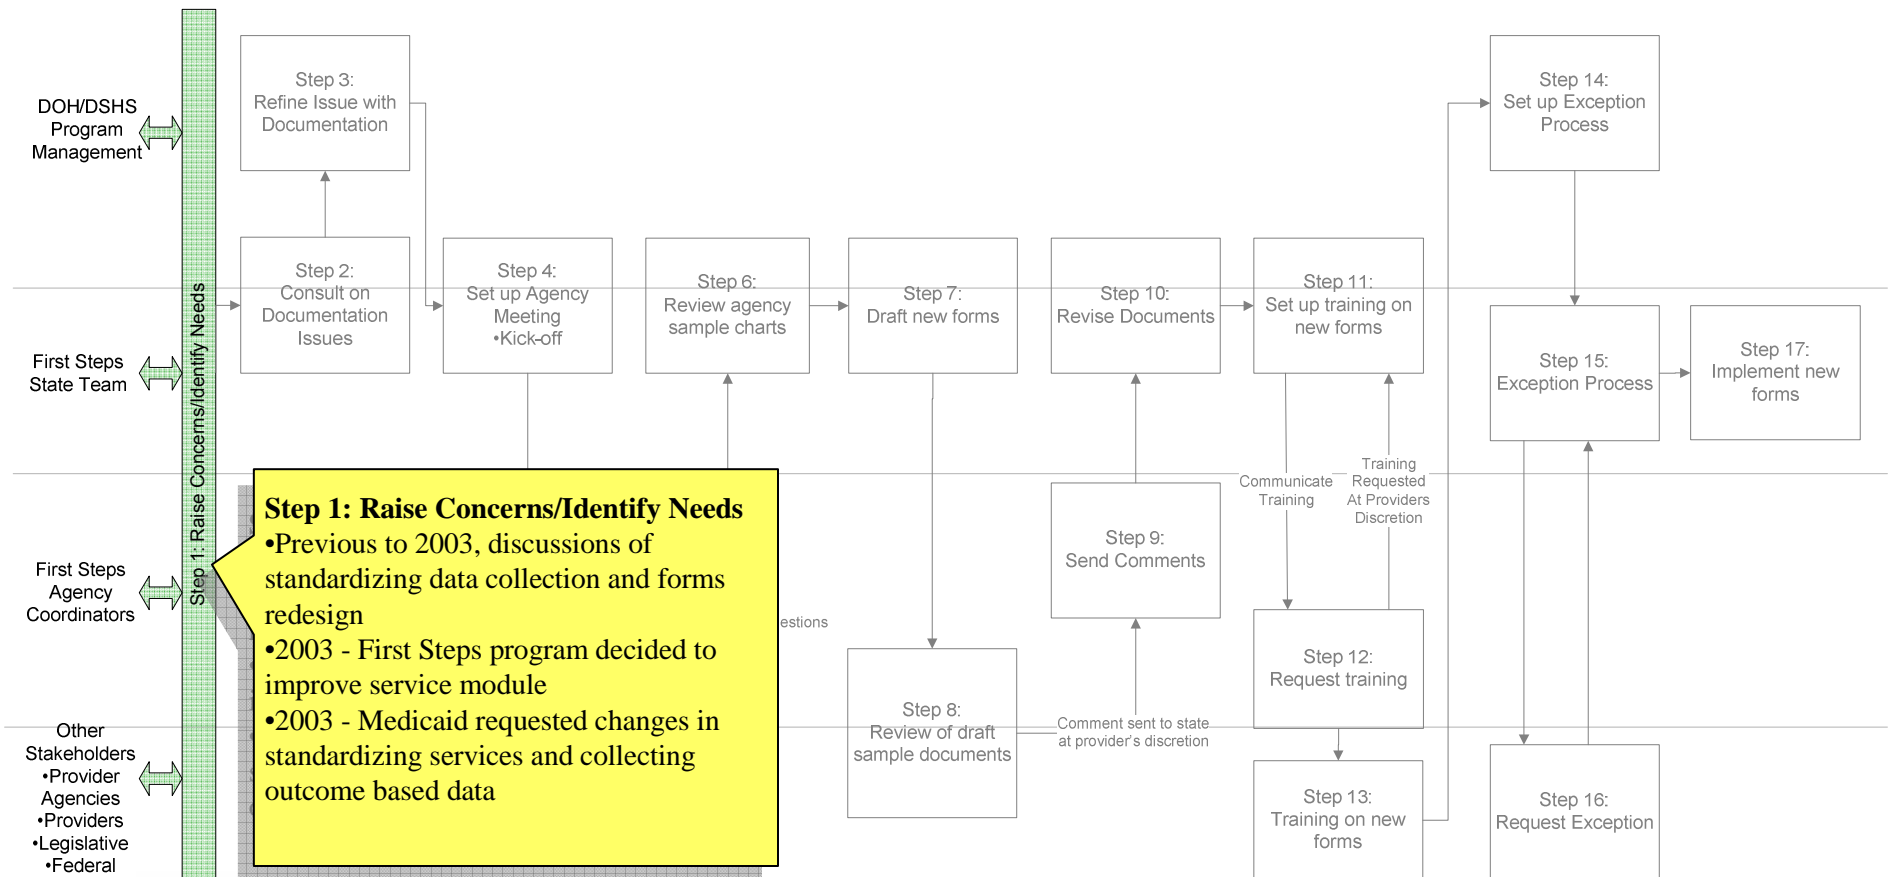 DOH/DSHS
Program
Management
First Steps
State Team
First Steps
Agency
Coordinators
Other
Stakeholders
•Provider
Agencies
•Providers
•Legislative
•Federal
Step 1: Raise Concerns/Identify Needs
Step 3:
Refine Issue with
Documentation
Step 2:
Consult on
Documentation
Issues
Step 4:
Set up Agency
Meeting
•Kick-off
Step 6:
Review agency
sample charts
Step 7:
Draft new forms
Step 10:
Revise Documents
Step 11:
Set up training on
new forms
Step 14:
Set up Exception
Process
Step 15:
Exception Process
Step 17:
Implement new
forms
Communicate
Training
Training
Requested
At Providers
Discretion
Step 9:
Send Comments
Step 12:
Request training
Step 8:
Review of draft
sample documents
Comment sent to state
at provider's discretion
Step 13:
Training on new
forms
Step 16:
Request Exception
estions
Step 1: Raise Concerns/Identify Needs
•Previous to 2003, discussions of
standardizing data collection and forms
redesign
•2003 - First Steps program decided to
improve service module
•2003 - Medicaid requested changes in
standardizing services and collecting
outcome based data